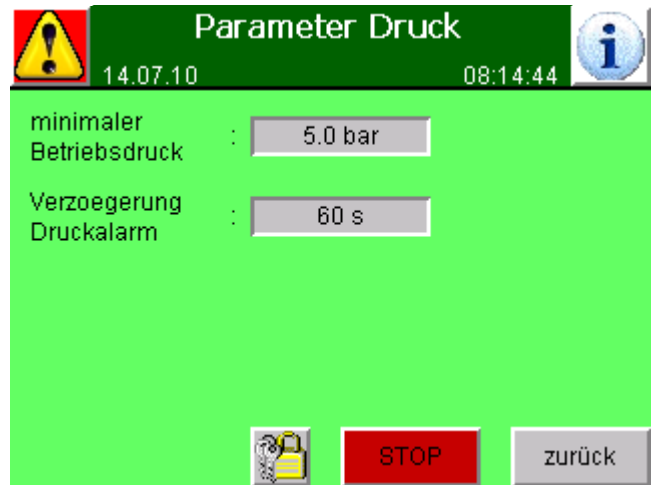 Parameter Druck
14.07.10 08:14:44
minimaler
Betriebsdruck : 5.0 bar
Verzoegerung
Druckalarm : 60 s
STOP zurück